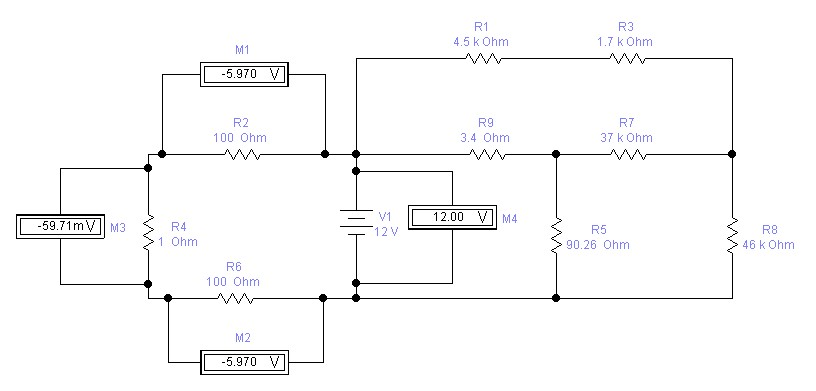 R1
4.5 k Ohm
R3
1.7 k Ohm
M1
-5.970 V
R2
100 Ohm
R9
3.4 Ohm
R7
37 k Ohm
-59.71mV
M3
R4
1 Ohm
V1
12 V
12.00 V
M4
R5
90.26 Ohm
R8
46 k Ohm
R6
100 Ohm
M2
-5.970 V